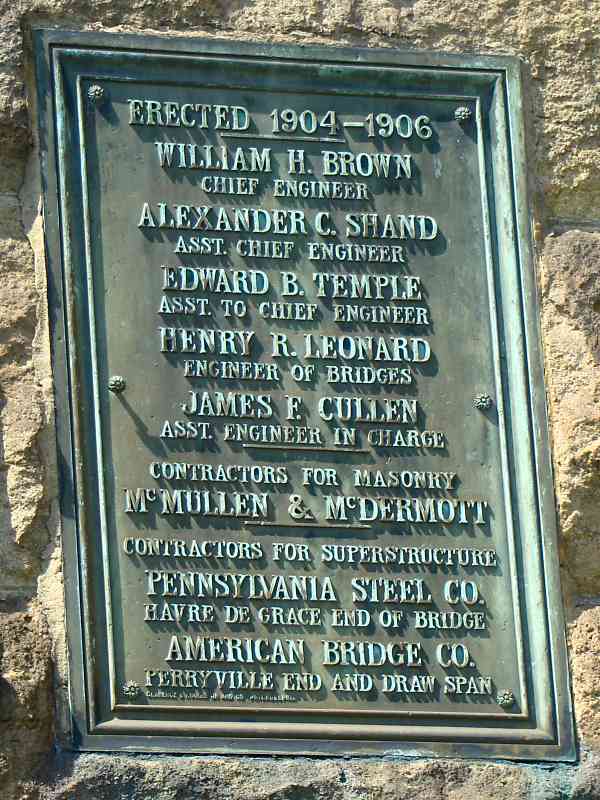 ERECTED 1904–1906
WILLIAM H. BROWN
CHIEF ENGINEER
ALEXANDER C. SHAND
ASST. CHIEF ENGINEER
EDWARD B. TEMPLE
ASST. TO CHIEF ENGINEER
HENRY R. LEONARD
ENGINEER OF BRIDGES
JAMES F. CULLEN
ASST. ENGINEER IN CHARGE
CONTRACTORS FOR MASONRY
McMULLEN & McDERMOTT
CONTRACTORS FOR SUPERSTRUCTURE
PENNSYLVANIA STEEL CO.
HAVRE DE GRACE END OF BRIDGE
AMERICAN BRIDGE CO.
PERRYVILLE END AND DRAW SPAN